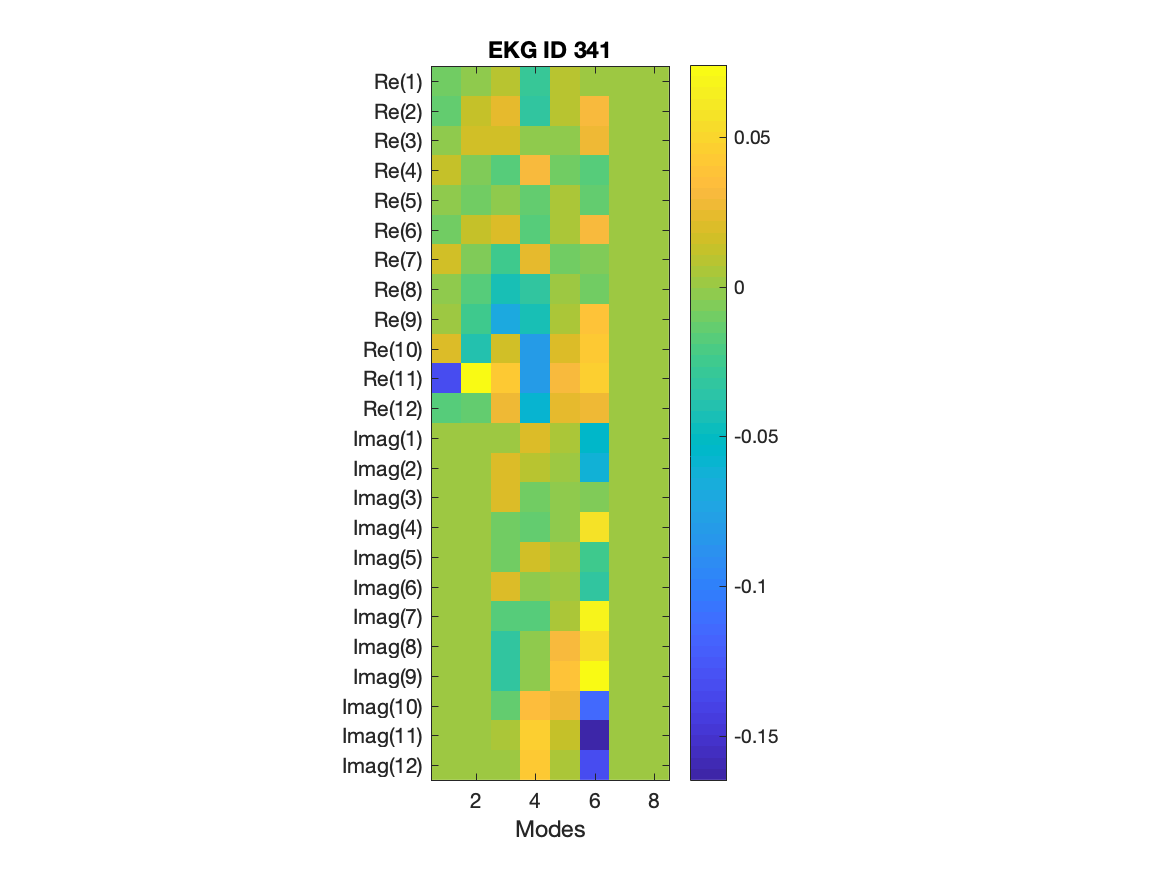 EKG ID 341
Re(1)
Re(2)
Re(3)
Re(4)
Re(5)
Re(6)
Re(7)
Re(8)
Re(9)
Re(10)
Re(11)
Re(12)
Imag(1)
Imag(2)
Imag(3)
Imag(4)
Imag(5)
Imag(6)
Imag(7)
Imag(8)
Imag(9)
Imag(10)
Imag(11)
Imag(12)
2 4 6 8
Modes
0.05
0
-0.05
-0.1
-0.15